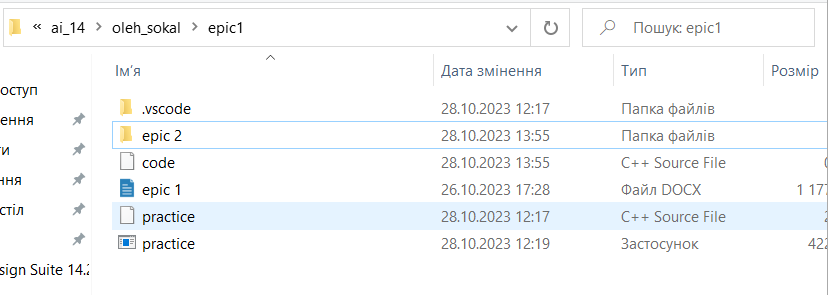 « ai_14 > oleh_sokal > epic1 Пошук: epic1
Ім'я Дата змінення Тип Розмір
оступ
.vscode 28.10.2023 12:17 Папка файлів
ення
epic 2 28.10.2023 13:55 Папка файлів
ти
code 28.10.2023 13:55 C++ Source File
ння
epic 1 26.10.2023 17:28 Файл DOCX 1 177
стіл
practice 28.10.2023 12:17 C++ Source File
practice 28.10.2023 12:19 Застосунок 422
sign Suite 14.2